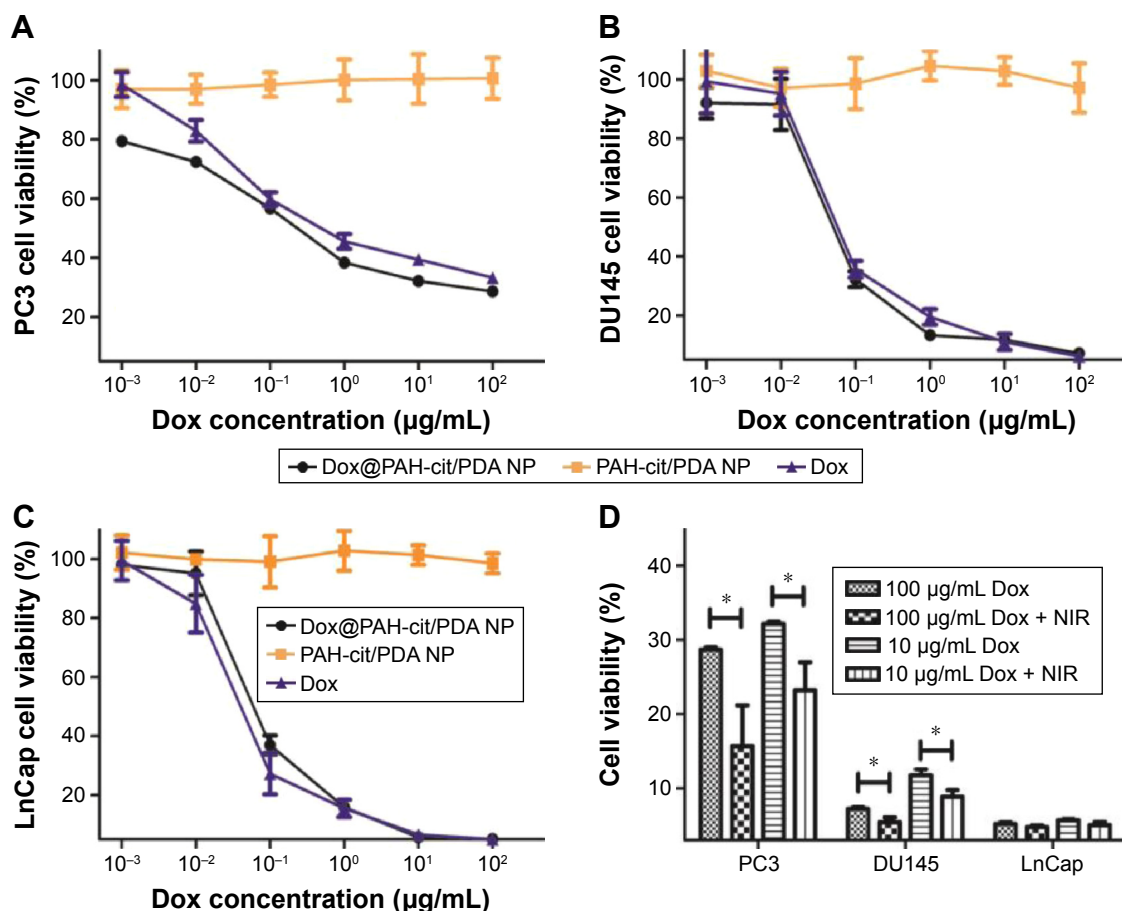 A
PC3 cell viability (%)
100
80
60
40
20
10⁻³ 10⁻² 10⁻¹ 10⁰ 10¹ 10²
Dox concentration (µg/mL)
B
DU145 cell viability (%)
100
80
60
40
20
10⁻³ 10⁻² 10⁻¹ 10⁰ 10¹ 10²
Dox concentration (µg/mL)
Dox@PAH-cit/PDA NP PAH-cit/PDA NP Dox
C
LnCap cell viability (%)
100
80
60
40
20
Dox@PAH-cit/PDA NP
PAH-cit/PDA NP
Dox
10⁻³ 10⁻² 10⁻¹ 10⁰ 10¹ 10²
Dox concentration (µg/mL)
D
Cell viability (%)
40
30
20
10
* *
* *
100 µg/mL Dox
100 µg/mL Dox + NIR
10 µg/mL Dox
10 µg/mL Dox + NIR
PC3 DU145 LnCap